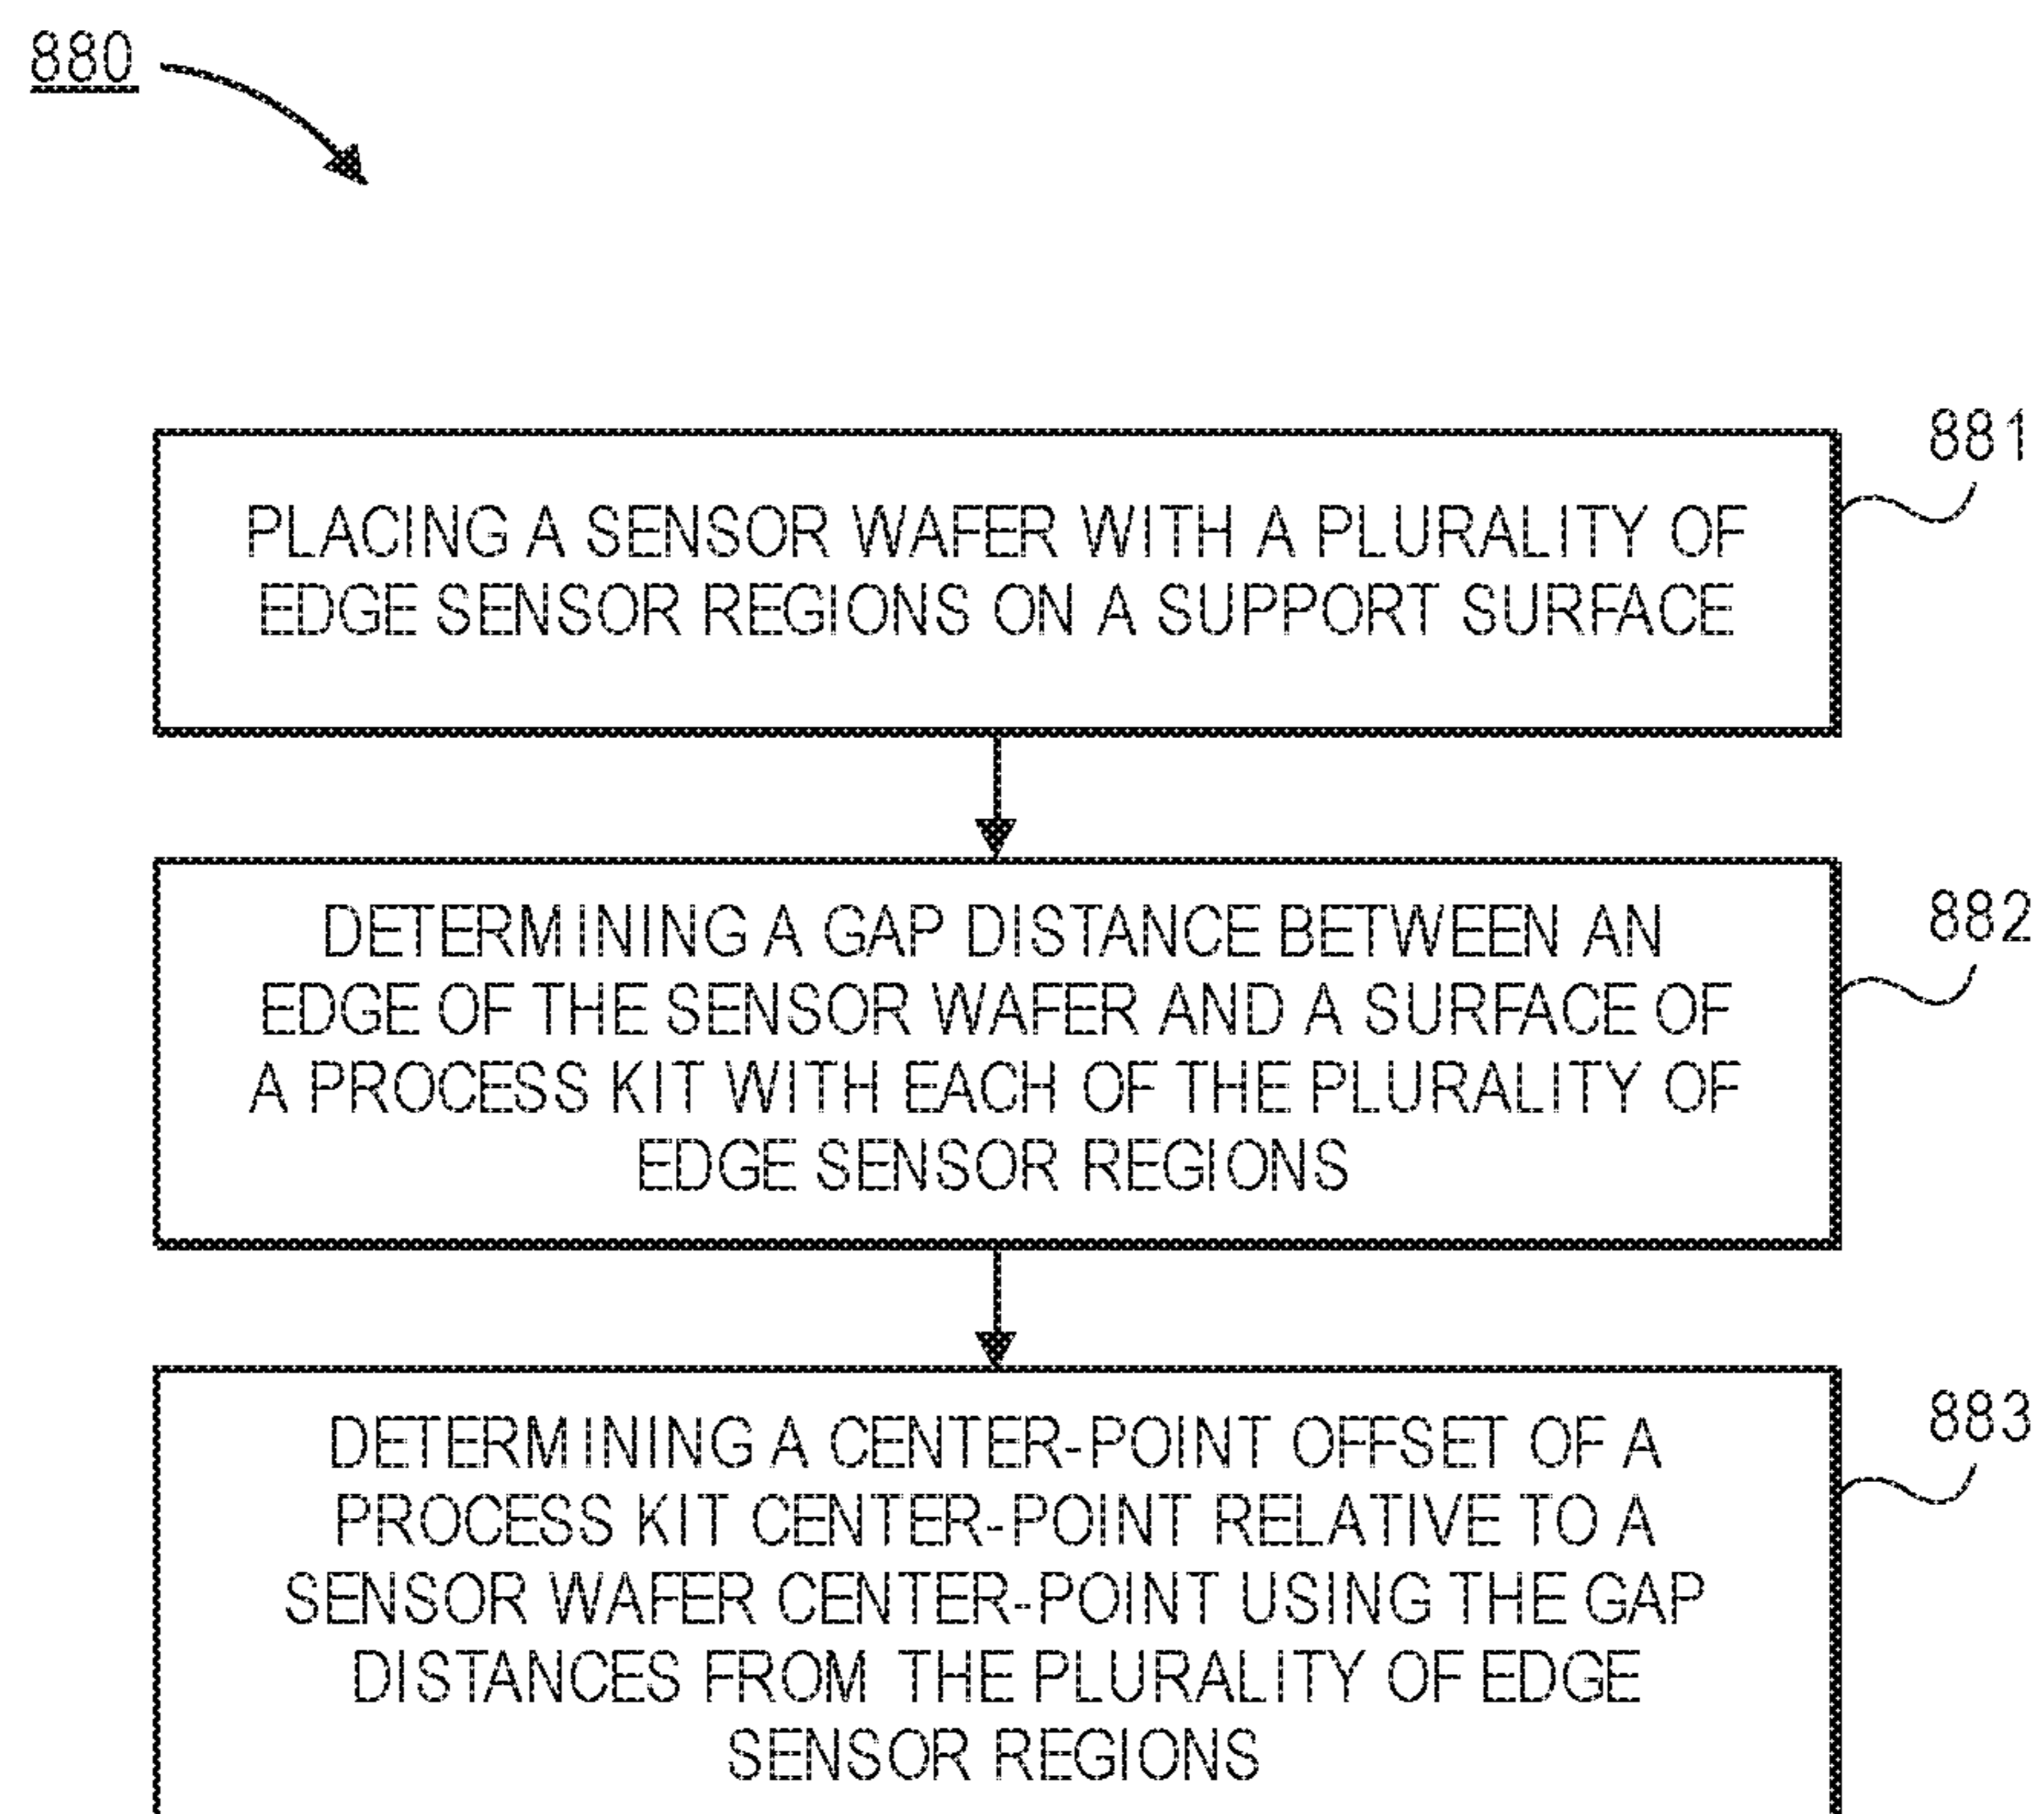 880
881
PLACING A SENSOR WAFER WITH A PLURALITY OF
EDGE SENSOR REGIONS ON A SUPPORT SURFACE
882
DETERMINING A GAP DISTANCE BETWEEN AN
EDGE OF THE SENSOR WAFER AND A SURFACE OF
A PROCESS KIT WITH EACH OF THE PLURALITY OF
EDGE SENSOR REGIONS
883
DETERMINING A CENTER-POINT OFFSET OF A
PROCESS KIT CENTER-POINT RELATIVE TO A
SENSOR WAFER CENTER-POINT USING THE GAP
DISTANCES FROM THE PLURALITY OF EDGE
SENSOR REGIONS